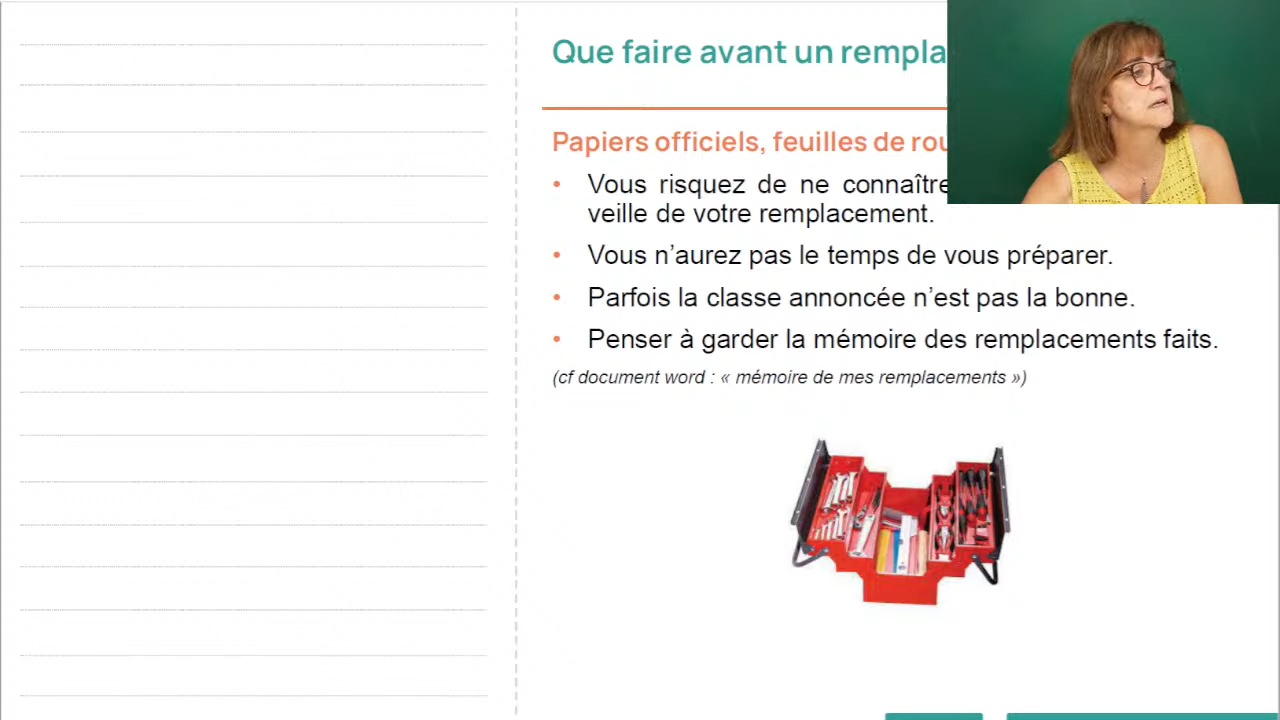 Que faire avant un
Papiers officiels, feuilles de
• Vous risquez de ne connaître
veille de votre remplacement.
• Vous n’aurez pas le temps de vous préparer.
• Parfois la classe annoncée n’est pas la bonne.
• Penser à garder la mémoire des remplacements faits.
(cf document word : « mémoire de mes remplacements »)